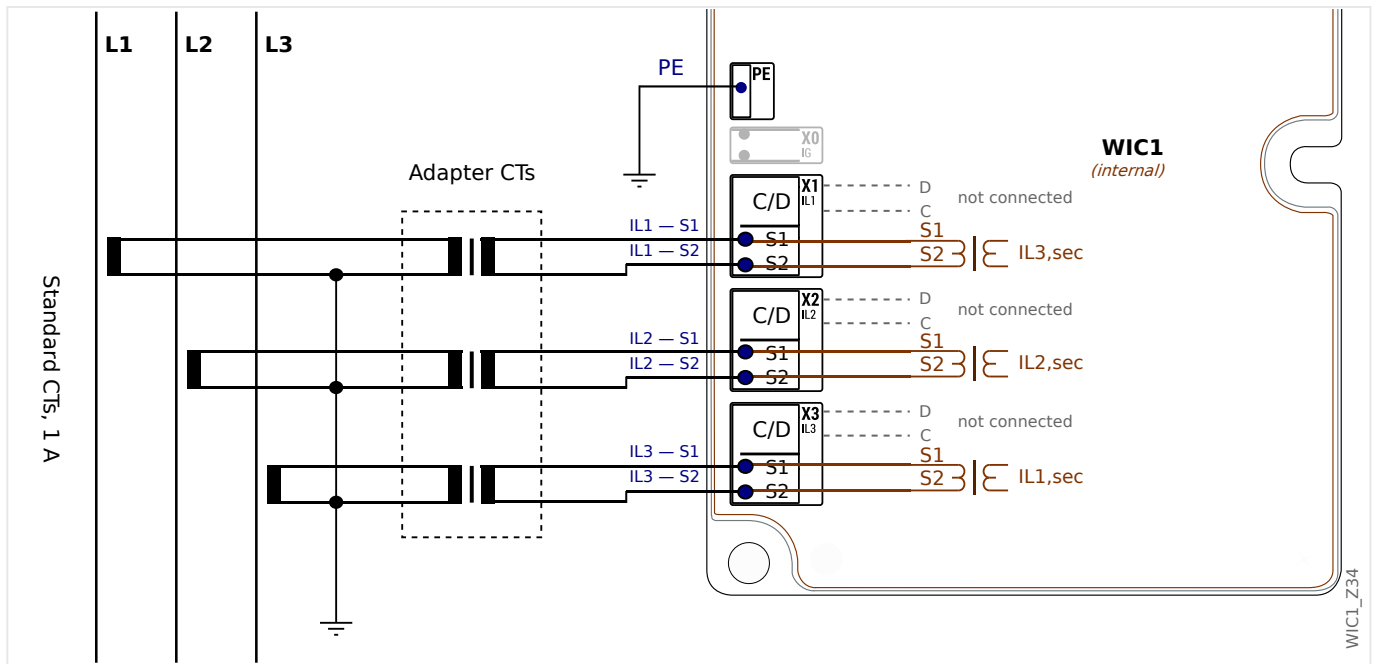 L1
L2
L3
PE
PE
X0
IG
WIC1
(internal)
Adapter CTs
X1
IL1
C/D
D
not connected
C
IL1 — S1
S1
S1
IL1 — S2
S2
S2
IL3,sec
X2
IL2
C/D
D
not connected
C
IL2 — S1
S1
S1
IL2 — S2
S2
S2
IL2,sec
X3
IL3
C/D
D
not connected
C
IL3 — S1
S1
S1
IL3 — S2
S2
S2
IL1,sec
Standard CTs, 1 A
WIC1_Z34